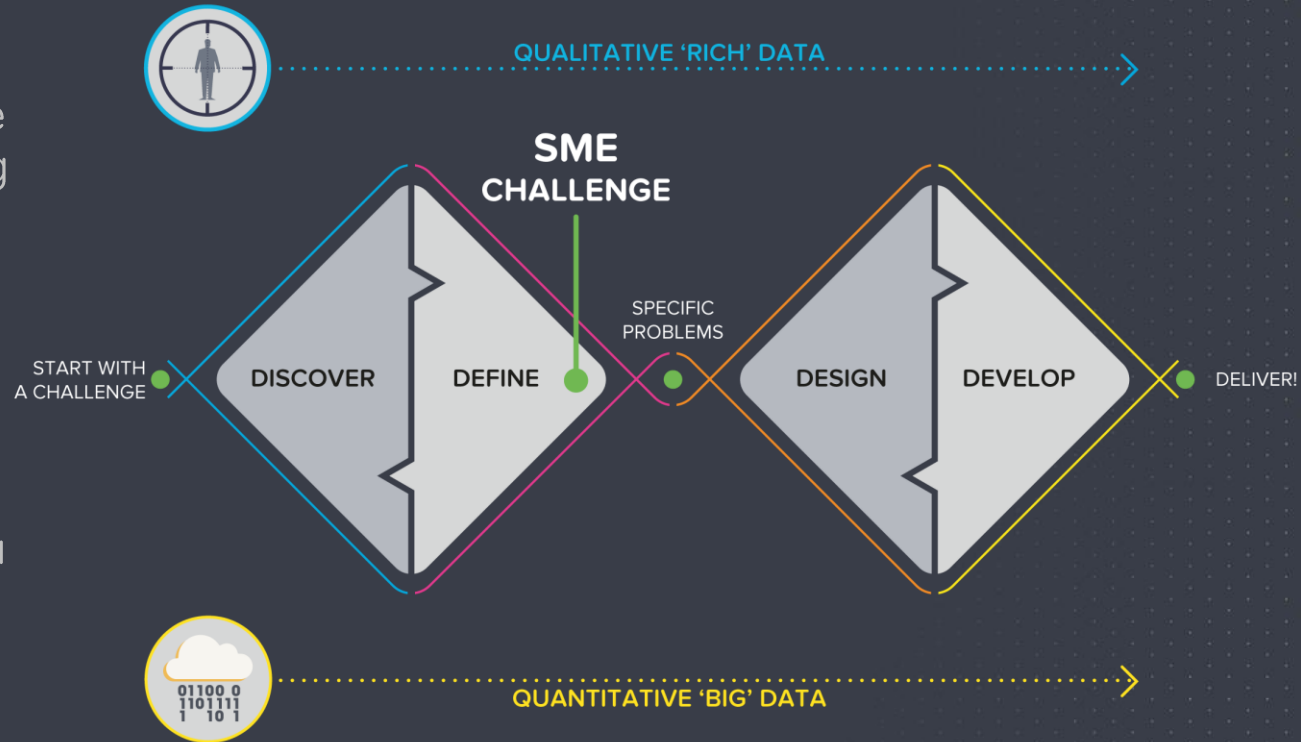 QUALITATIVE ‘RICH’ DATA
SME
CHALLENGE
SPECIFIC
PROBLEMS
START WITH
A CHALLENGE
DISCOVER
DEFINE
DESIGN
DEVELOP
DELIVER!
01100 0
1101111
1 10 1
QUANTITATIVE ‘BIG’ DATA